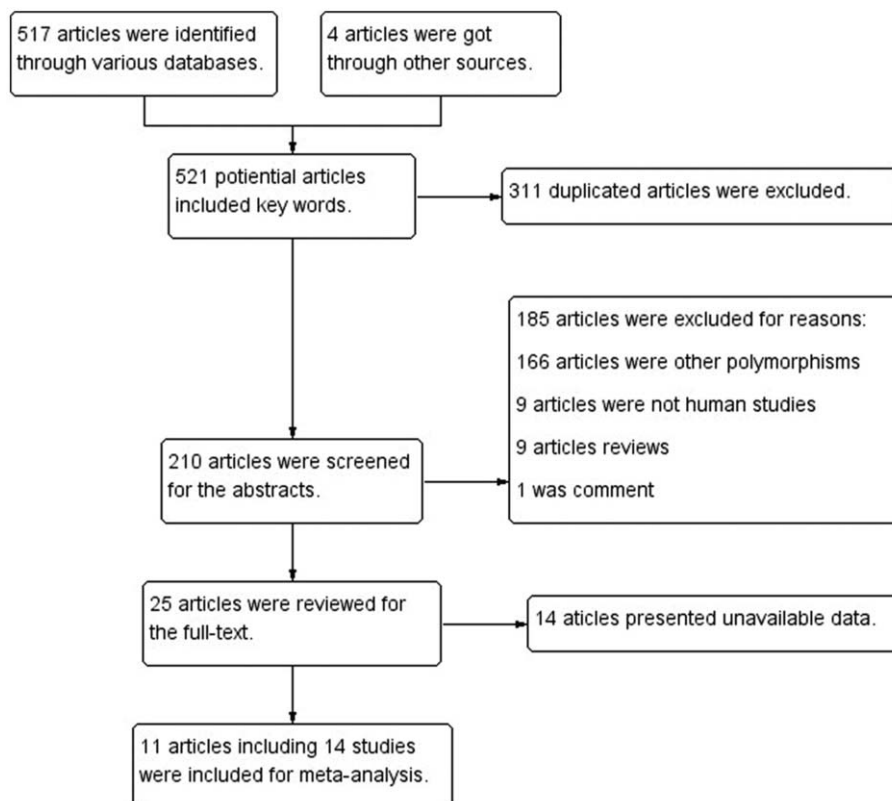 517 articles were identified
through various databases.
4 articles were got
through other sources.
521 potiential articles
included key words.
311 duplicated articles were excluded.
185 articles were excluded for reasons:
166 articles were other polymorphisms
9 articles were not human studies
9 articles reviews
1 was comment
210 articles were screened
for the abstracts.
25 articles were reviewed for
the full-text.
14 aticles presented unavailable data.
11 articles including 14 studies
were included for meta-analysis.